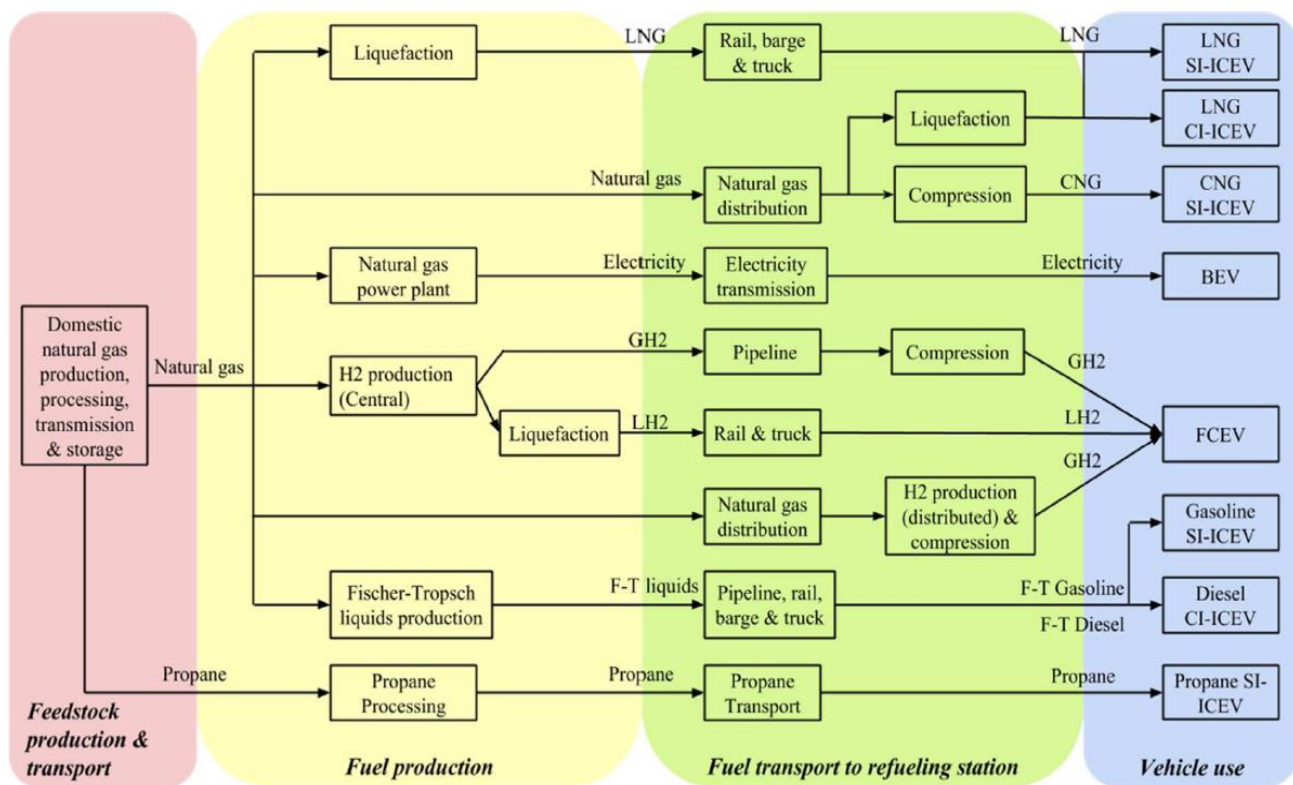 LNG
LNG
Liquefaction
Rail, barge
& truck
LNG
SI-ICEV
Liquefaction
LNG
CI-ICEV
Natural gas
Natural gas
distribution
Compression
CNG
CNG
SI-ICEV
Natural gas
power plant
Electricity
Electricity
transmission
Electricity
BEV
Domestic
natural gas
production,
processing,
transmission
& storage
Natural gas
H2 production
(Central)
GH2
Pipeline
Compression
GH2
Liquefaction
LH2
Rail & truck
LH2
FCEV
GH2
Natural gas
distribution
H2 production
(distributed) &
compression
Gasoline
SI-ICEV
Fischer-Tropsch
liquids production
F-T liquids
Pipeline, rail,
barge & truck
F-T Gasoline
F-T Diesel
Diesel
CI-ICEV
Propane
Propane
Processing
Propane
Propane
Transport
Propane
Propane SI-
ICEV
Feedstock
production &
transport
Fuel production
Fuel transport to refueling station
Vehicle use